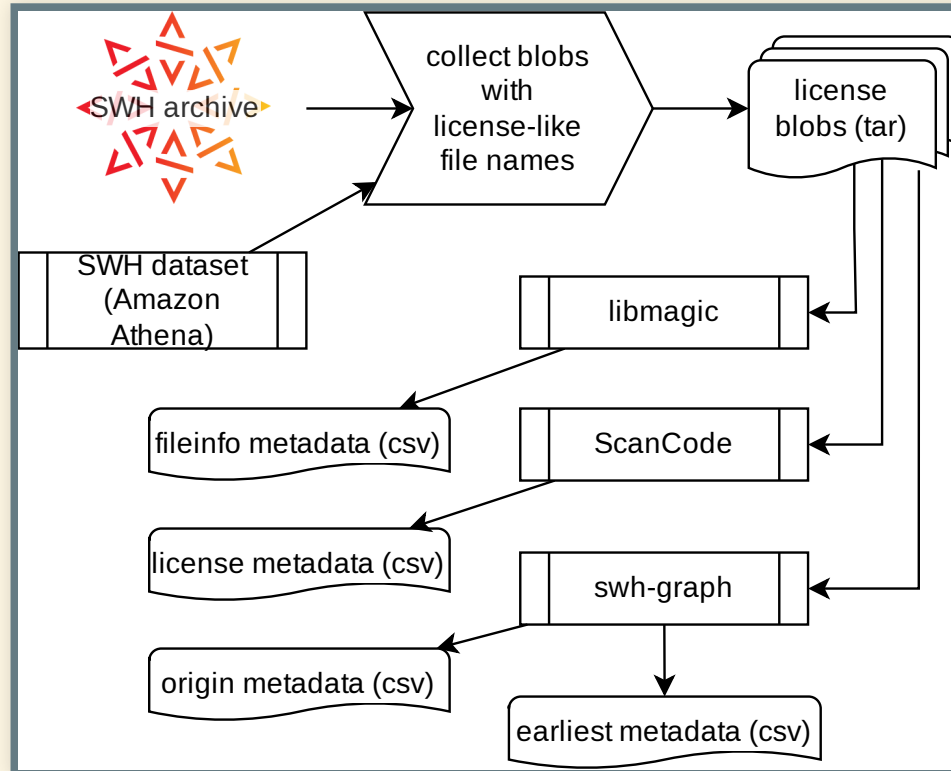 SWH archive
collect blobs
with
license-like
file names
license
blobs (tar)
SWH dataset
(Amazon
Athena)
libmagic
fileinfo metadata (csv)
ScanCode
license metadata (csv)
swh-graph
origin metadata (csv)
earliest metadata (csv)